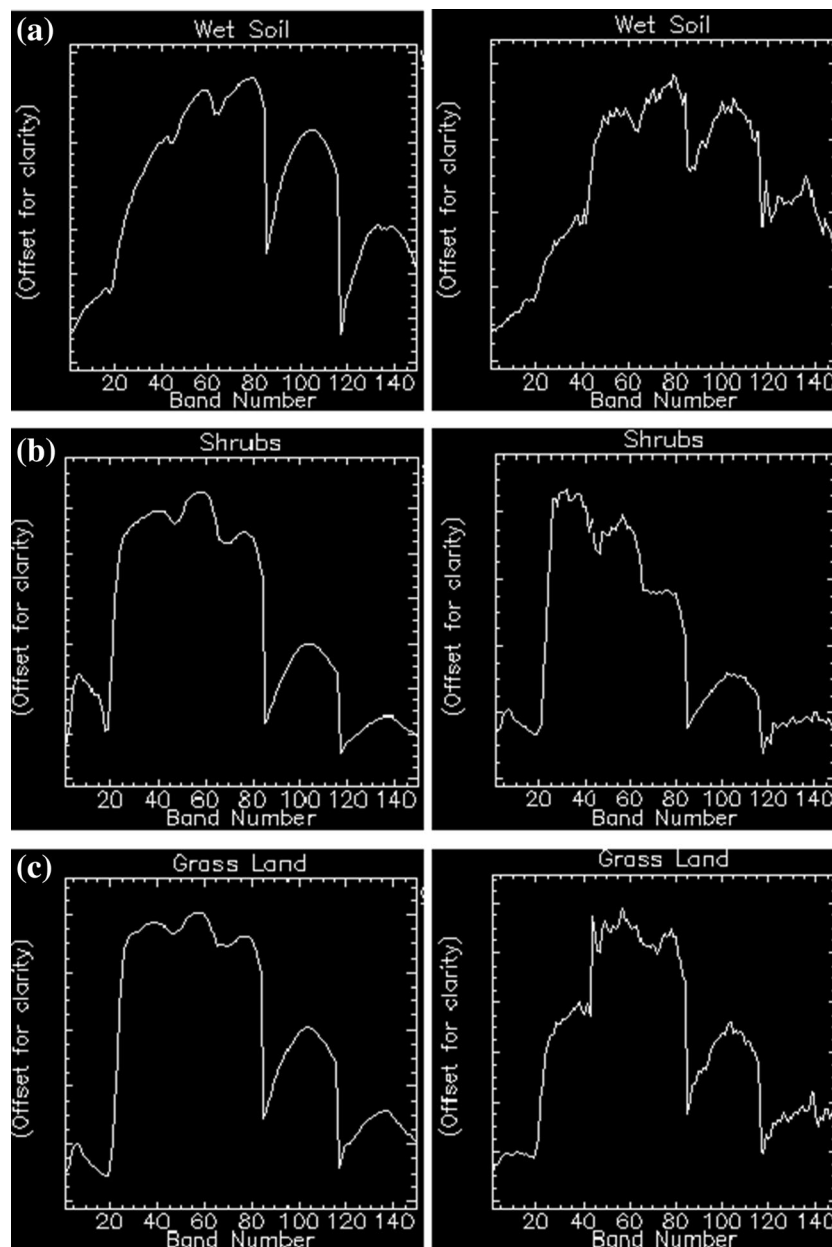 (a)
Wet Soil
(Offset for clarity)
20 40 60 80 100 120 140
Band Number
Wet Soil
(Offset for clarity)
20 40 60 80 100 120 140
Band Number
(b)
Shrubs
(Offset for clarity)
20 40 60 80 100 120 140
Band Number
Shrubs
(Offset for clarity)
20 40 60 80 100 120 140
Band Number
(c)
Grass Land
(Offset for clarity)
20 40 60 80 100 120 140
Band Number
Grass Land
(Offset for clarity)
20 40 60 80 100 120 140
Band Number